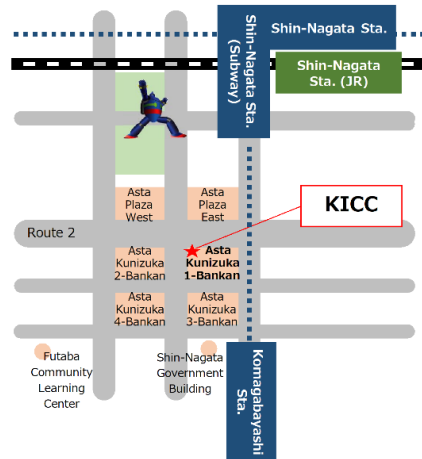 Shin-Nagata Sta.
Shin-Nagata Sta.
(Subway)
Shin-Nagata
Sta. (JR)
Asta
Plaza
West
Asta
Plaza
East
KICC
Route 2
Asta
Kunizuka
2-Bankan
Asta
Kunizuka
1-Bankan
Asta
Kunizuka
4-Bankan
Asta
Kunizuka
3-Bankan
Futaba
Community
Learning
Center
Shin-Nagata
Government
Building
Komagabayashi
Sta.